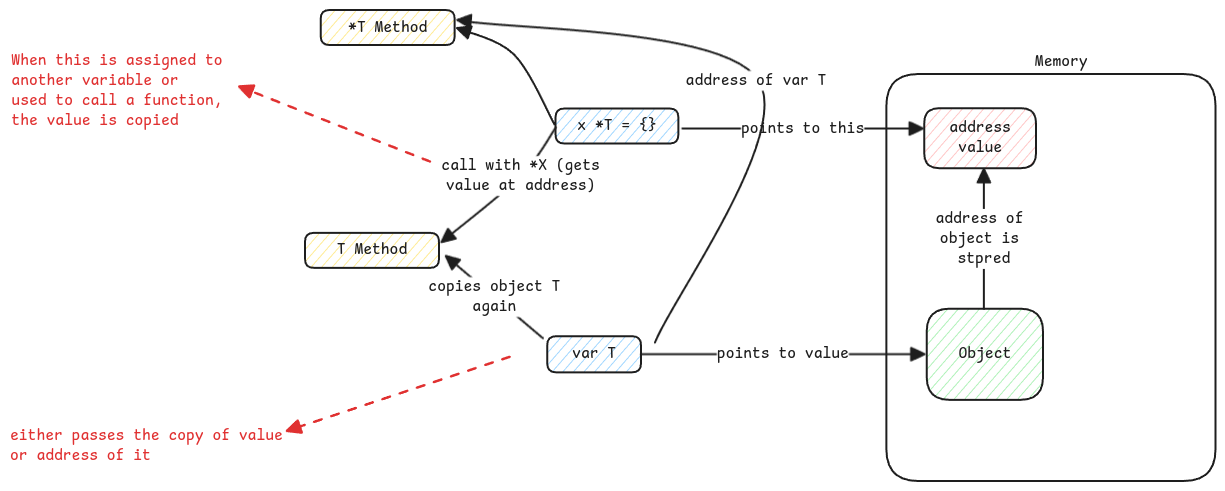 *T Method
When this is assigned to
another variable or
used to call a function,
the value is copied
Memory
address of var T
x *T = {}
points to this
address
value
call with *X (gets
value at address)
address of
object is
stpred
T Method
copies object T
again
var T
points to value
Object
either passes the copy of value
or address of it